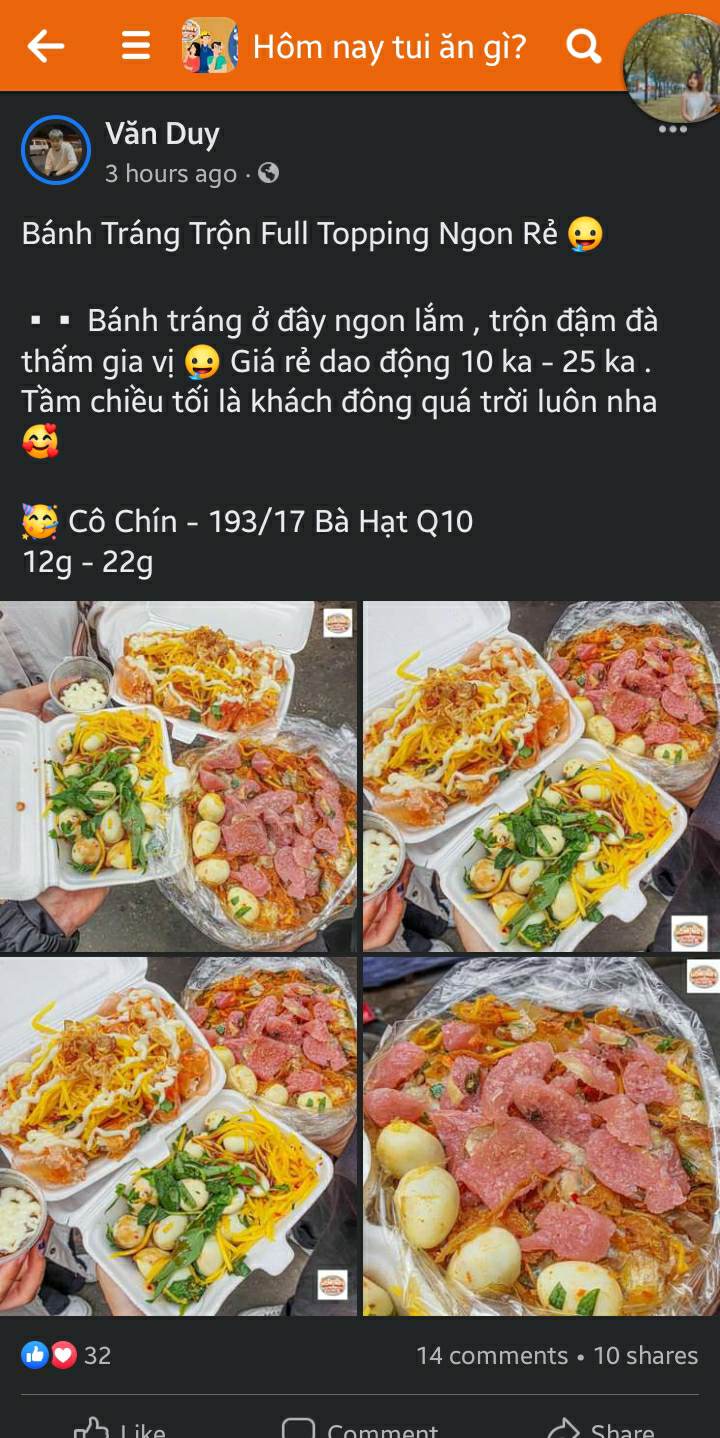 Hôm nay tui ăn gì?
Văn Duy
3 hours ago ·
Bánh Tráng Trộn Full Topping Ngon Rẻ 😛
▪️▪️ Bánh tráng ở đây ngon lắm , trộn đậm đà
thấm gia vị 😛 Giá rẻ dao động 10 ka - 25 ka .
Tầm chiều tối là khách đông quá trời luôn nha
🥰
🥳 Cô Chín - 193/17 Bà Hạt Q10
12g - 22g
32
14 comments • 10 shares
Like
Comment
Share